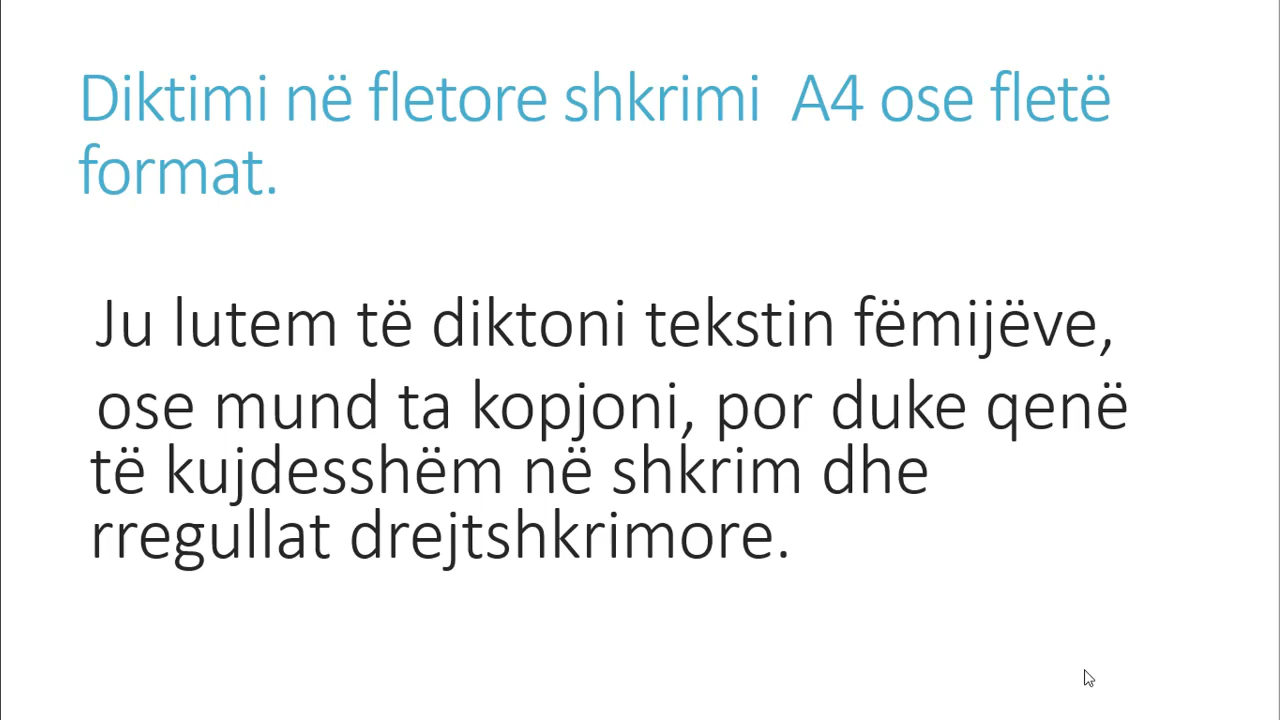 Diktimi në fletore shkrimi  A4 ose fletë
format.
Ju lutem të diktoni tekstin fëmijëve,
ose mund ta kopjoni, por duke qenë
të kujdesshëm në shkrim dhe
rregullat drejtshkrimore.